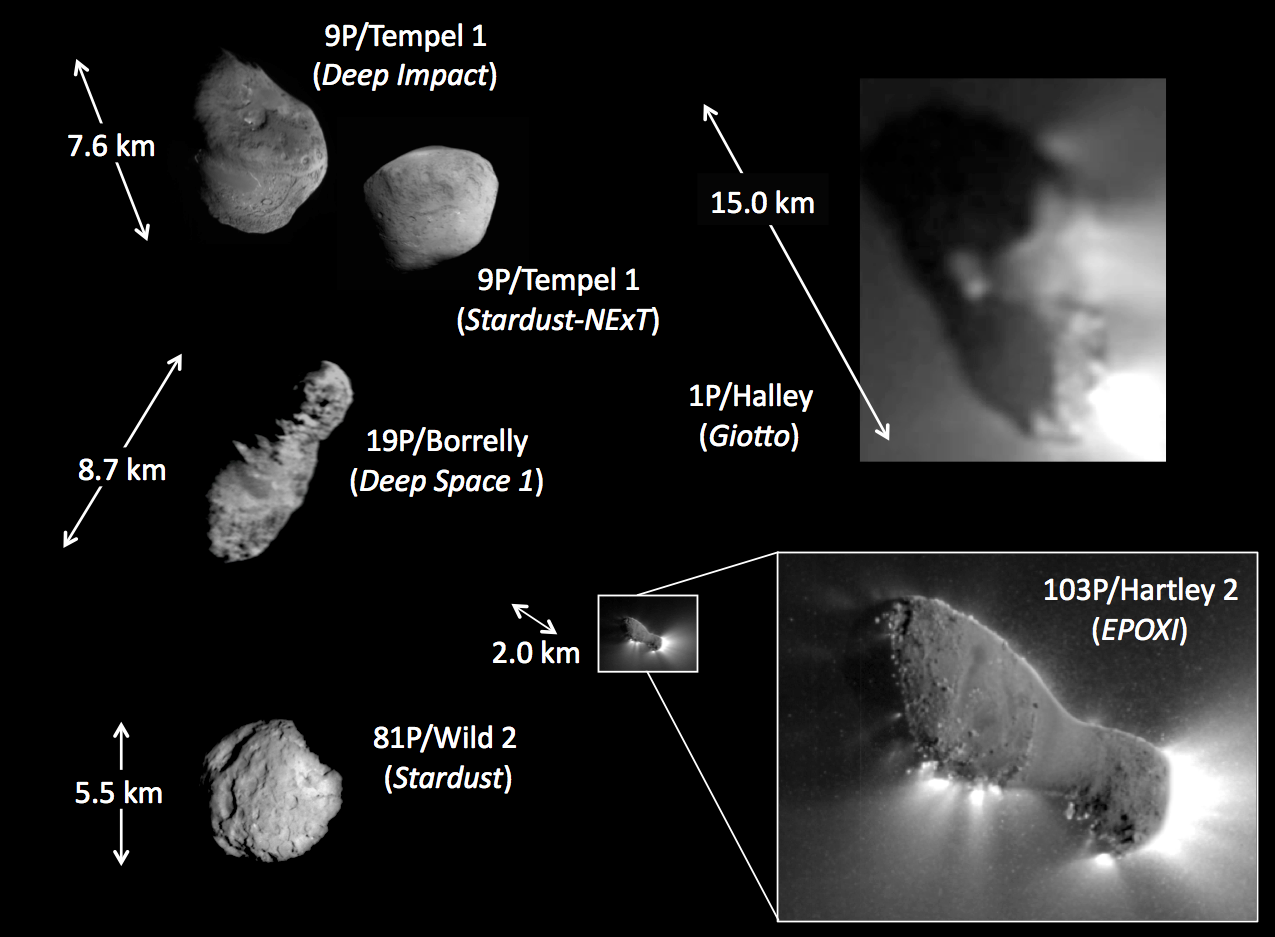 9P/Tempel 1
(Deep Impact)
7.6 km
9P/Tempel 1
(Stardust-NExT)
15.0 km
1P/Halley
(Giotto)
19P/Borrelly
(Deep Space 1)
8.7 km
103P/Hartley 2
(EPOXI)
2.0 km
81P/Wild 2
(Stardust)
5.5 km